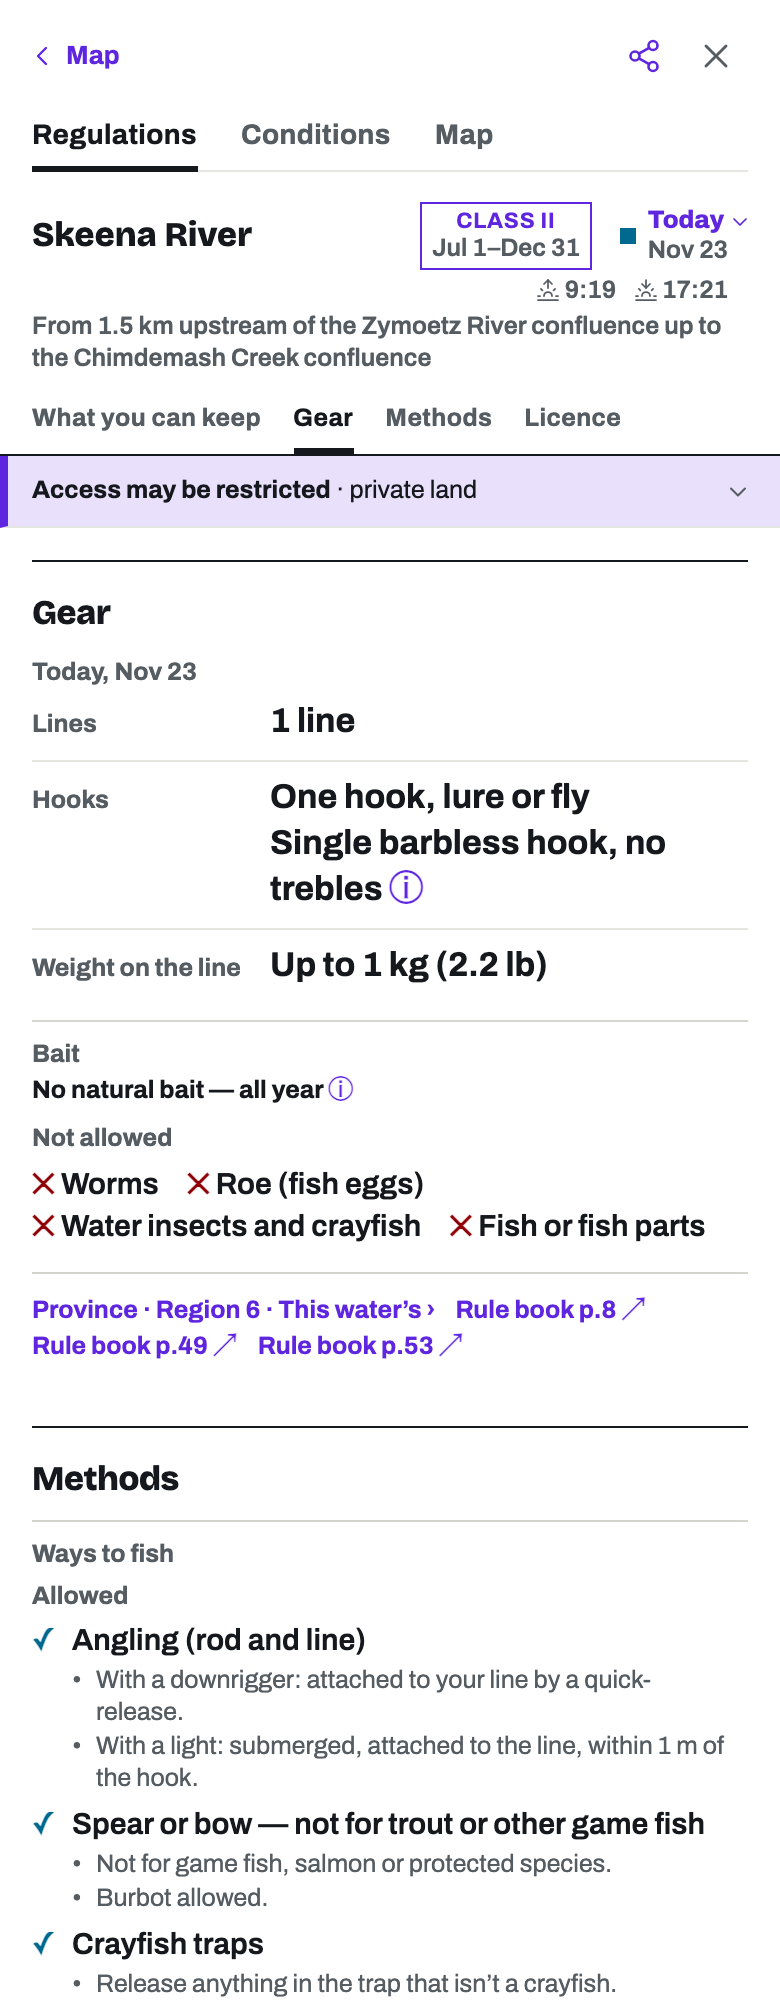 Map
Regulations Conditions Map
Skeena River
CLASS II
Jul 1–Dec 31
Today
Nov 23
9:19 17:21
From 1.5 km upstream of the Zymoetz River confluence up to
the Chimdemash Creek confluence
What you can keep Gear Methods Licence
Access may be restricted · private land
Gear
Today, Nov 23
Lines 1 line
Hooks One hook, lure or fly
Single barbless hook, no
trebles ⓘ
Weight on the line Up to 1 kg (2.2 lb)
Bait
No natural bait — all year ⓘ
Not allowed
Worms Roe (fish eggs)
Water insects and crayfish Fish or fish parts
Province · Region 6 · This water’s › Rule book p.8
Rule book p.49 Rule book p.53
Methods
Ways to fish
Allowed
Angling (rod and line)
• With a downrigger: attached to your line by a quick-
release.
• With a light: submerged, attached to the line, within 1 m of
the hook.
Spear or bow — not for trout or other game fish
• Not for game fish, salmon or protected species.
• Burbot allowed.
Crayfish traps
• Release anything in the trap that isn’t a crayfish.